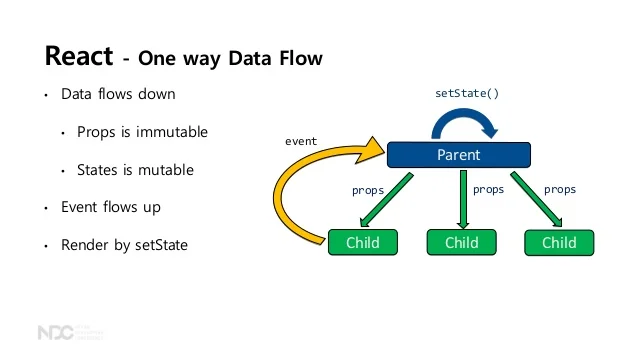 React - One way Data Flow
• Data flows down
• Props is immutable
• States is mutable
• Event flows up
• Render by setState
setState()
event
Parent
props props props
Child Child Child
NDC